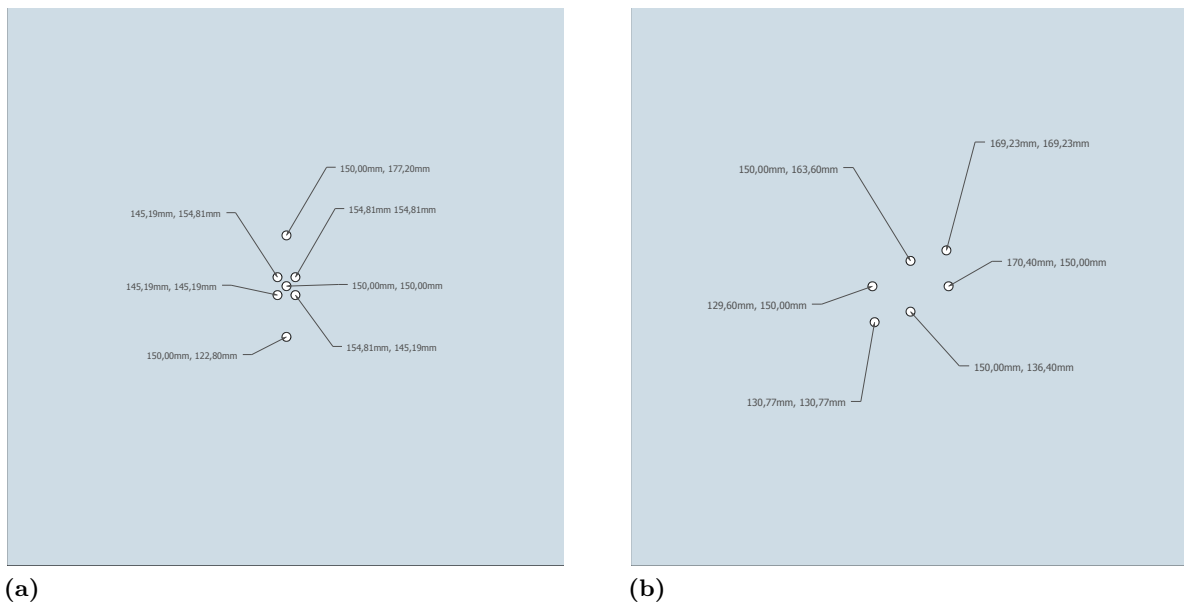 150,00mm, 177,20mm
145,19mm, 154,81mm
154,81mm 154,81mm
145,19mm, 145,19mm
150,00mm, 150,00mm
150,00mm, 122,80mm
154,81mm, 145,19mm
(a)
169,23mm, 169,23mm
150,00mm, 163,60mm
170,40mm, 150,00mm
129,60mm, 150,00mm
150,00mm, 136,40mm
130,77mm, 130,77mm
(b)